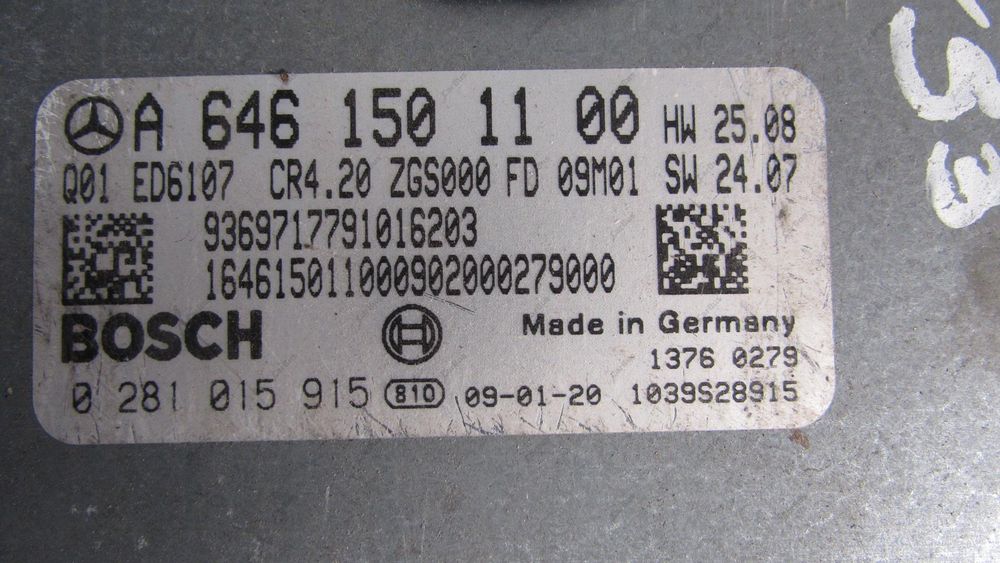 A 646 150 11 00 HW 25.08
Q01 ED6107 CR4.20 ZGS000 FD 09M01 SW 24.07
9369717791016203
164615011000902000279000
BOSCH Made in Germany
1376 0279
0 281 015 915 810 09-01-20 1039S28915